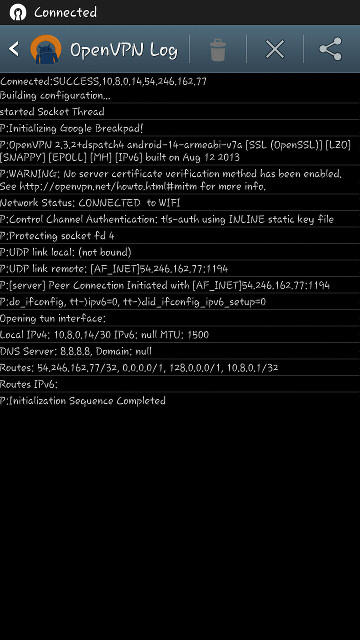 Connected
OpenVPN Log
Connected:SUCCESS,10.8.0.14,54.246.162.77
Building configuration...
started Socket Thread
P:Initializing Google Breakpad!
P:OpenVPN 2.3.2+dspatch4 android-14-armeabi-v7a [SSL (OpenSSL)] [LZO]
[SNAPPY] [EPOLL] [MH] [IPv6] built on Aug 12 2013
P:WARNING: No server certificate verification method has been enabled.
See http://openvpn.net/howto.html#mitm for more info.
Network Status: CONNECTED to WIFI
P:Control Channel Authentication: tls-auth using INLINE static key file
P:Protecting socket fd 4
P:UDP link local: (not bound)
P:UDP link remote: [AF_INET]54.246.162.77:1194
P:[server] Peer Connection Initiated with [AF_INET]54.246.162.77:1194
P:do_ifconfig, tt->ipv6=0, tt->did_ifconfig_ipv6_setup=0
Opening tun interface:
Local IPv4: 10.8.0.14/30 IPv6: null MTU: 1500
DNS Server: 8.8.8.8, Domain: null
Routes: 54.246.162.77/32, 0.0.0.0/1, 128.0.0.0/1, 10.8.0.1/32
Routes IPv6:
P:Initialization Sequence Completed